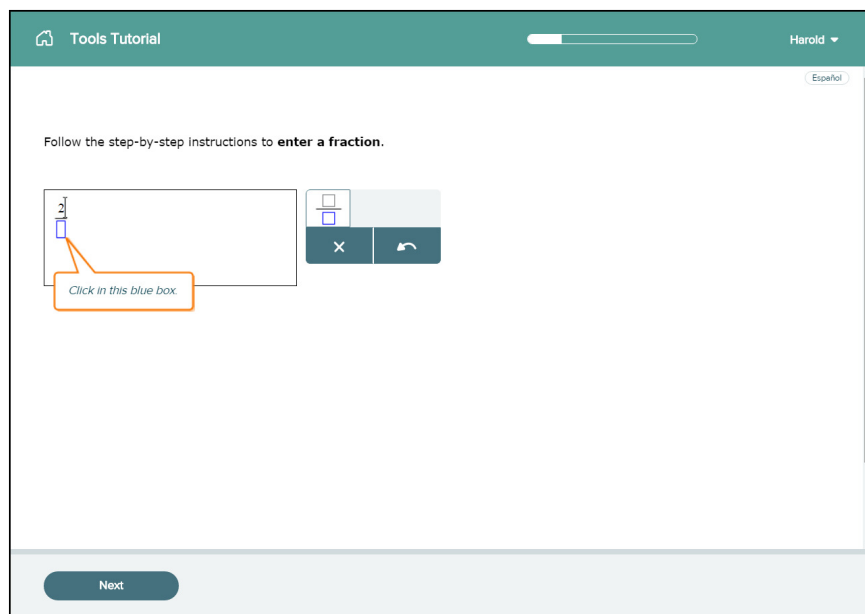 Tools Tutorial
Harold
Español
Follow the step-by-step instructions to enter a fraction.
2
Click in this blue box.
Next